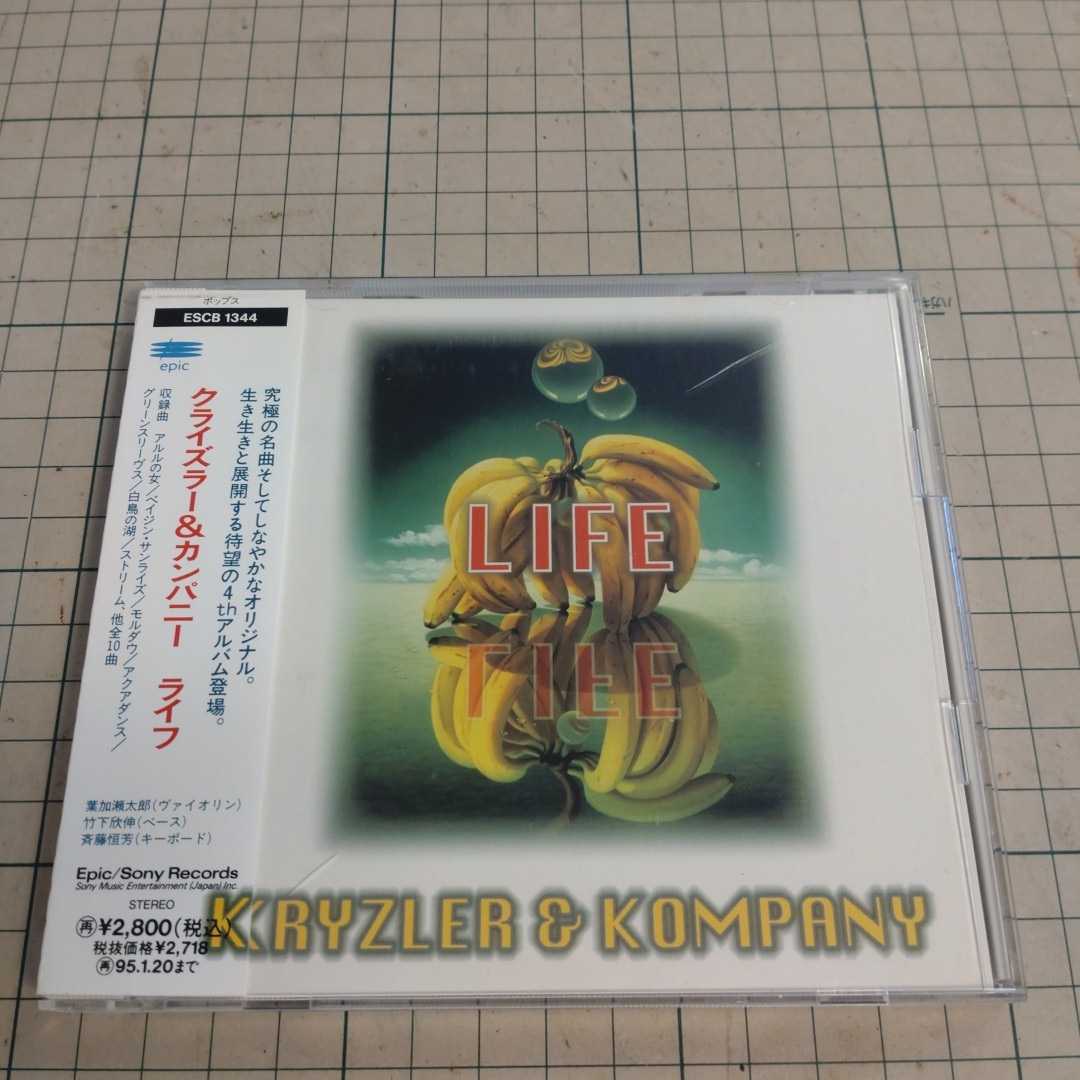 ポップス
ESCB 1344
epic
究極の名曲そしてしなやかなオリジナル。
生き生きと展開する待望の4thアルバム登場。
クライズラー&カンパニー ライフ
収録曲 アルルの女/ペイジン・サンライズ/モルダウ/アクアダンス/
グリーンスリーヴス/白鳥の湖/ストリーム、他全10曲
葉加瀬太郎(ヴァイオリン)
竹下欣伸(ベース)
斉藤恒芳(キーボード)
Epic/Sony Records
Sony Music Entertainment (Japan) Inc.
STEREO
再¥2,800(税込)
税抜価格¥2,718
再95.1.20まで
LIFE
LIFE
KRYZLER & KOMPANY
ハガキ